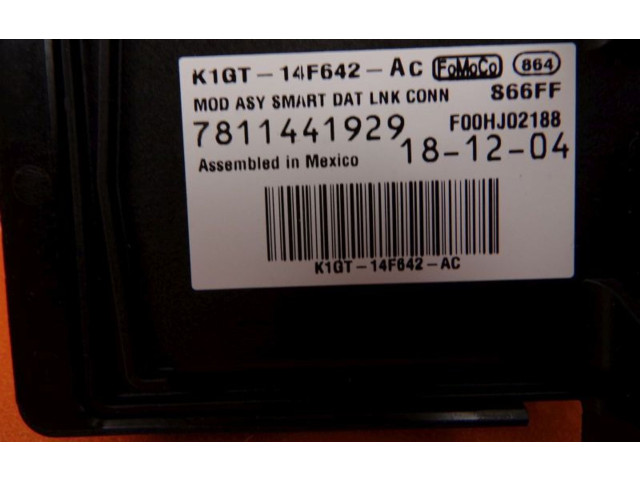 K1GT-14F642-AC FoMoCo 864
MOD ASY SMART DAT LNK CONN S66FF
7811441929 F00HJ02188
Assembled in Mexico 18-12-04
K1GT-14F642-AC